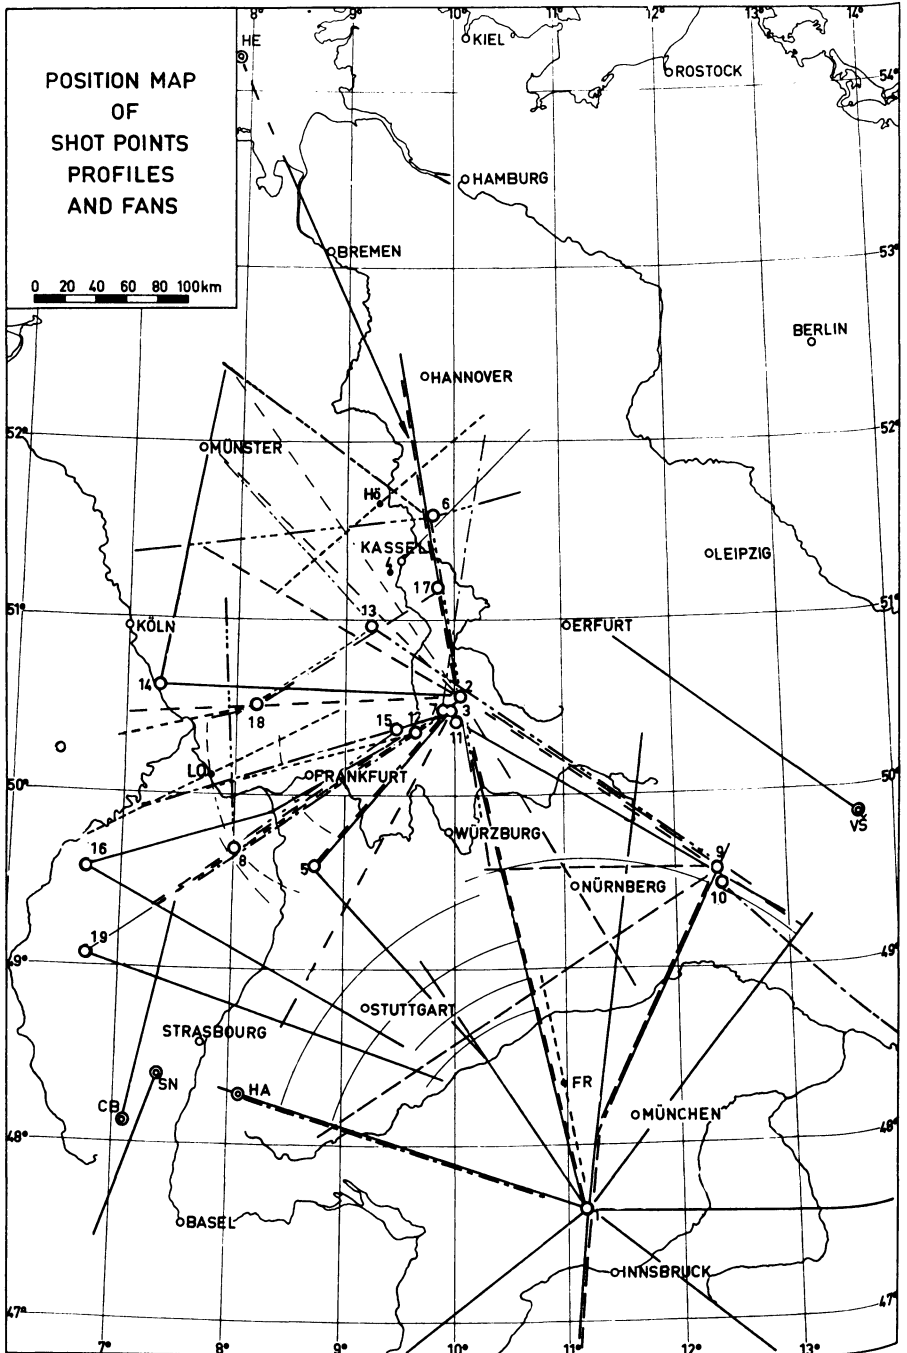 8°
9°
10°
11°
12°
13°
14°
HE
KIEL
POSITION MAP
OF
SHOT POINTS
PROFILES
AND FANS
ROSTOCK
54°
HAMBURG
BREMEN
53°
0 20 40 60 80 100km
BERLIN
HANNOVER
52°
52°
MÜNSTER
Hö
6
KASSEL
4
LEIPZIG
17
51°
51°
13
KÖLN
ERFURT
14
2
18
7
3
15
12
11
LO
FRANKFURT
50°
50°
VŠ
WÜRZBURG
16
8
5
9
10
NÜRNBERG
19
49°
49°
STUTTGART
STRASBOURG
SN
HA
FR
CB
MÜNCHEN
48°
48°
1
BASEL
INNSBRUCK
47°
47°
7°
8°
9°
10°
11°
12°
13°